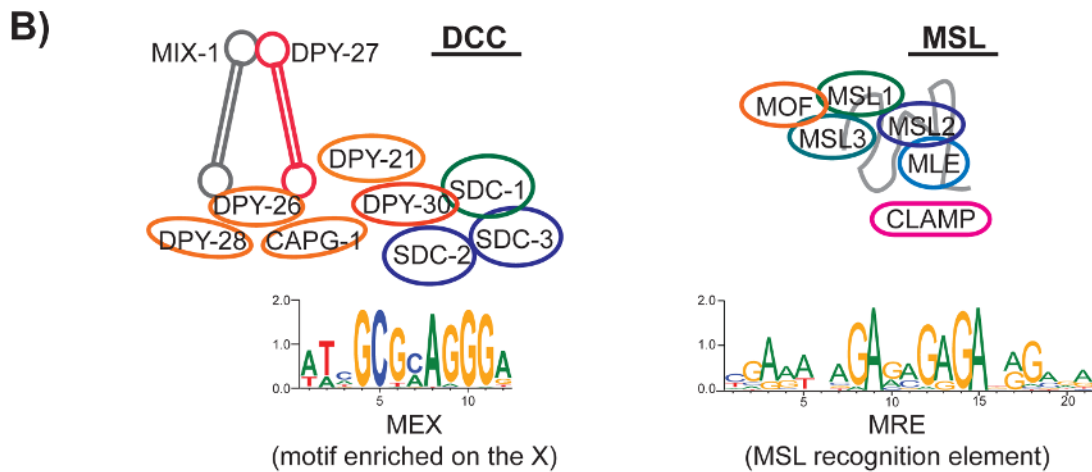 B)
DCC
MSL
MIX-1
DPY-27
DPY-21
DPY-26
DPY-30
SDC-1
DPY-28
CAPG-1
SDC-2
SDC-3
MOF
MSL1
MSL3
MSL2
MLE
CLAMP
2.0
1.0
0.0
5
10
ATCGCGCAGGGA
MEX
(motif enriched on the X)
2.0
1.0
0.0
5
10
15
20
MRE
(MSL recognition element)